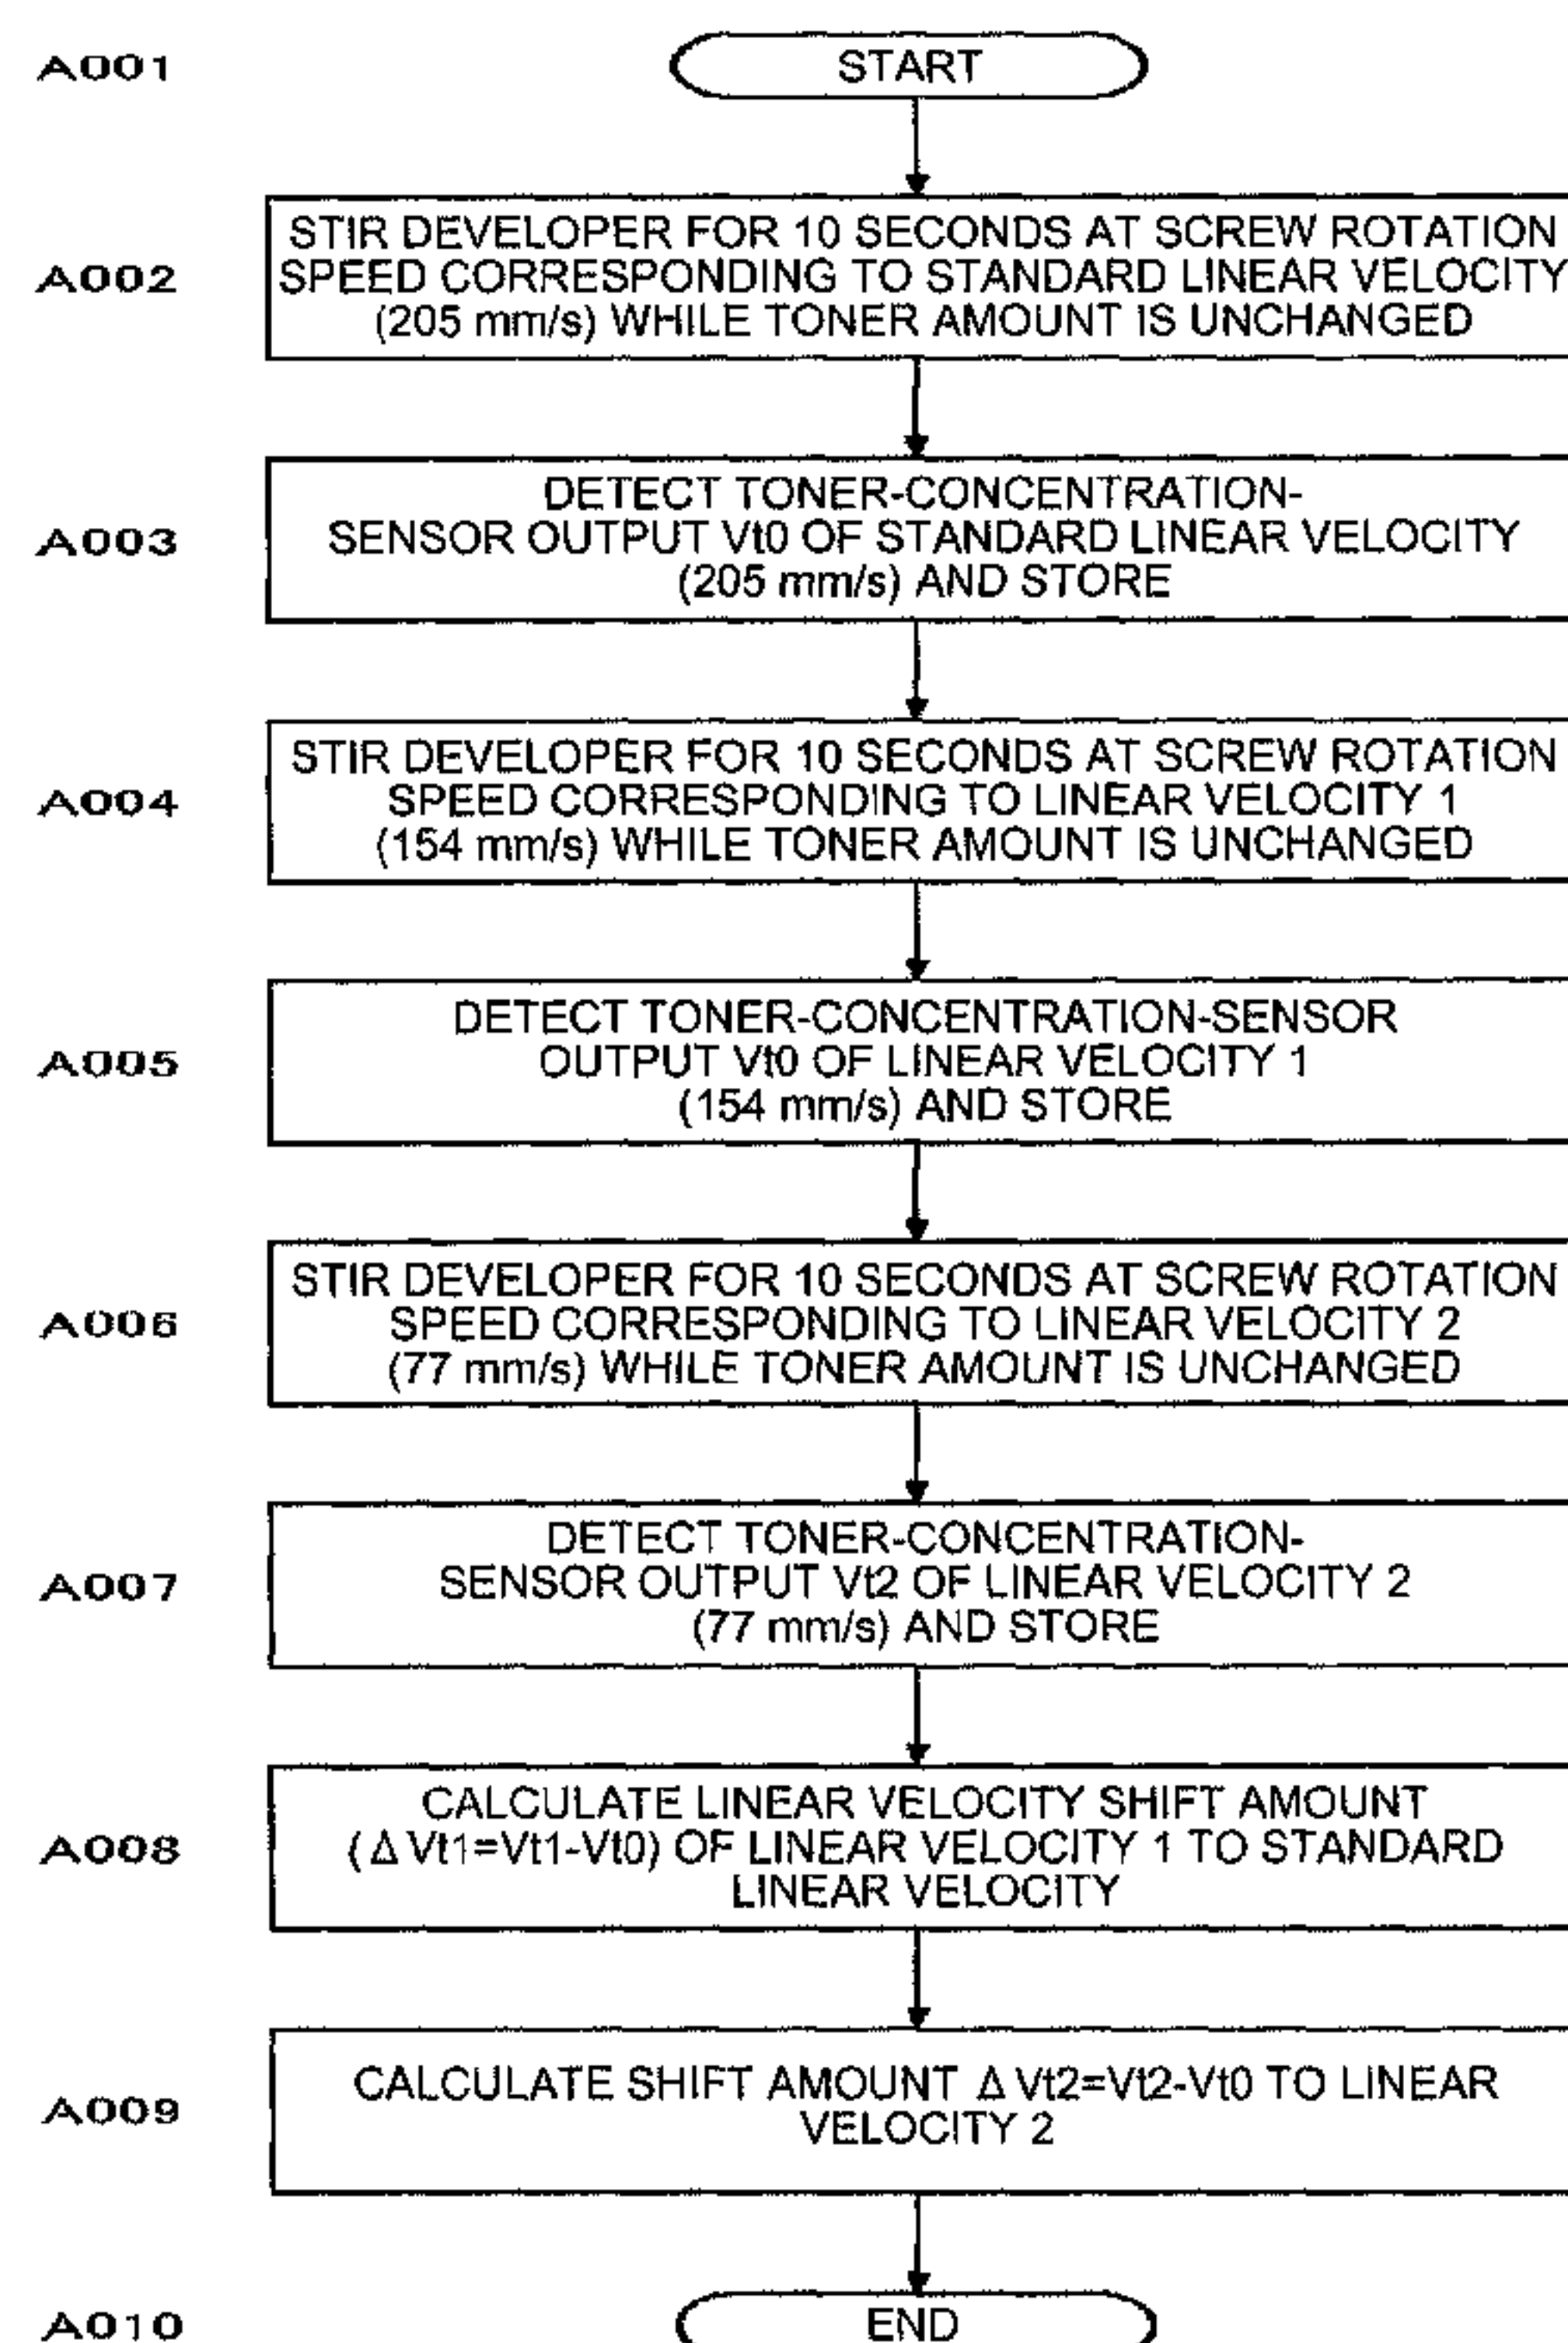 A001
START
A002
STIR DEVELOPER FOR 10 SECONDS AT SCREW ROTATION
SPEED CORRESPONDING TO STANDARD LINEAR VELOCITY
(205 mm/s) WHILE TONER AMOUNT IS UNCHANGED
A003
DETECT TONER-CONCENTRATION-
SENSOR OUTPUT Vt0 OF STANDARD LINEAR VELOCITY
(205 mm/s) AND STORE
A004
STIR DEVELOPER FOR 10 SECONDS AT SCREW ROTATION
SPEED CORRESPONDING TO LINEAR VELOCITY 1
(154 mm/s) WHILE TONER AMOUNT IS UNCHANGED
A005
DETECT TONER-CONCENTRATION-SENSOR
OUTPUT Vt0 OF LINEAR VELOCITY 1
(154 mm/s) AND STORE
A006
STIR DEVELOPER FOR 10 SECONDS AT SCREW ROTATION
SPEED CORRESPONDING TO LINEAR VELOCITY 2
(77 mm/s) WHILE TONER AMOUNT IS UNCHANGED
A007
DETECT TONER-CONCENTRATION-
SENSOR OUTPUT Vt2 OF LINEAR VELOCITY 2
(77 mm/s) AND STORE
A008
CALCULATE LINEAR VELOCITY SHIFT AMOUNT
(Δ Vt1=Vt1-Vt0) OF LINEAR VELOCITY 1 TO STANDARD
LINEAR VELOCITY
A009
CALCULATE SHIFT AMOUNT Δ Vt2=Vt2-Vt0 TO LINEAR
VELOCITY 2
A010
END